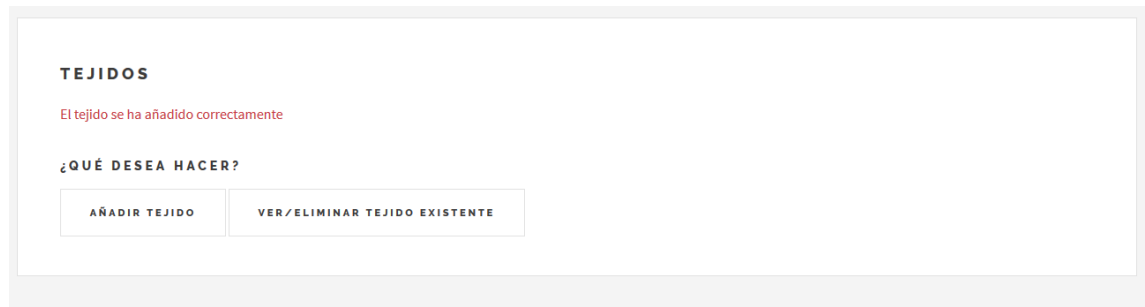 TEJIDOS
El tejido se ha añadido correctamente
¿QUÉ DESEA HACER?
AÑADIR TEJIDO
VER/ELIMINAR TEJIDO EXISTENTE